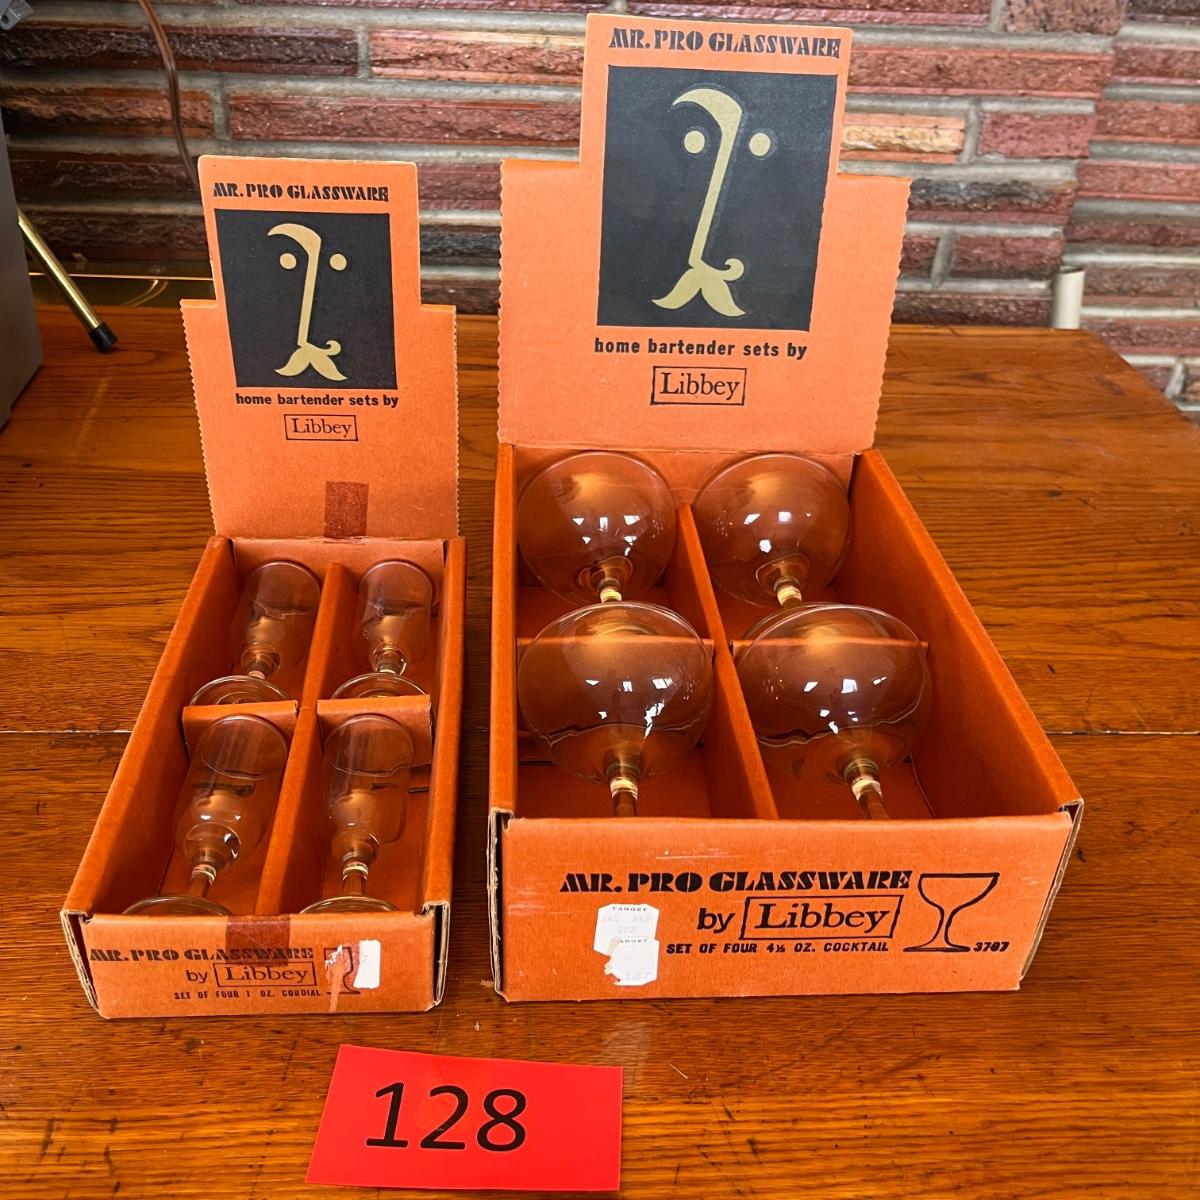 MR. PRO GLASSWARE
home bartender sets by
Libbey
MR. PRO GLASSWARE
by Libbey
SET OF FOUR 1 OZ. CORDIAL
MR. PRO GLASSWARE
home bartender sets by
Libbey
MR. PRO GLASSWARE
by Libbey
SET OF FOUR 4½ OZ. COCKTAIL
3787
TARGET
128